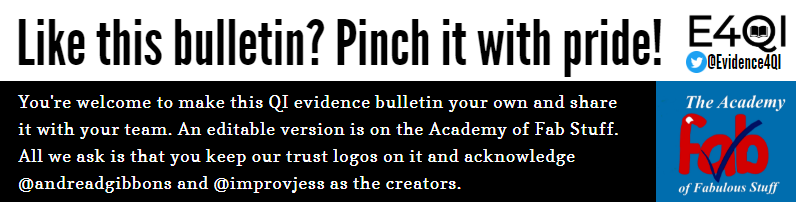 Like this bulletin? Pinch it with pride!
E4QI
@Evidence4QI
You're welcome to make this QI evidence bulletin your own and share
it with your team. An editable version is on the Academy of Fab Stuff.
All we ask is that you keep our trust logos on it and acknowledge
@andreadgibbons and @improvjess as the creators.
The Academy
Fab
of Fabulous Stuff